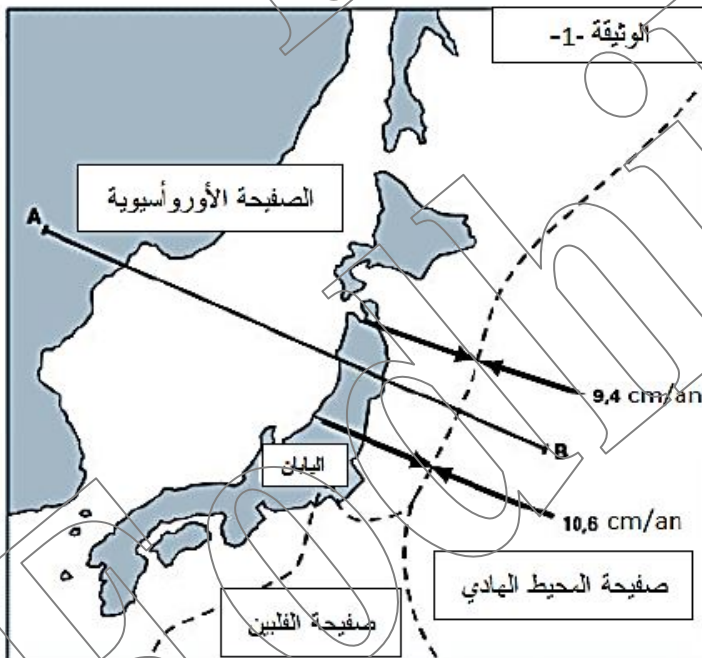 الوثيقة -1-
الصفيحة الأوروأسيوية
A
9,4 cm/an
B
اليابان
10,6 cm/an
صفيحة المحيط الهادي
صفيحة الفلبين